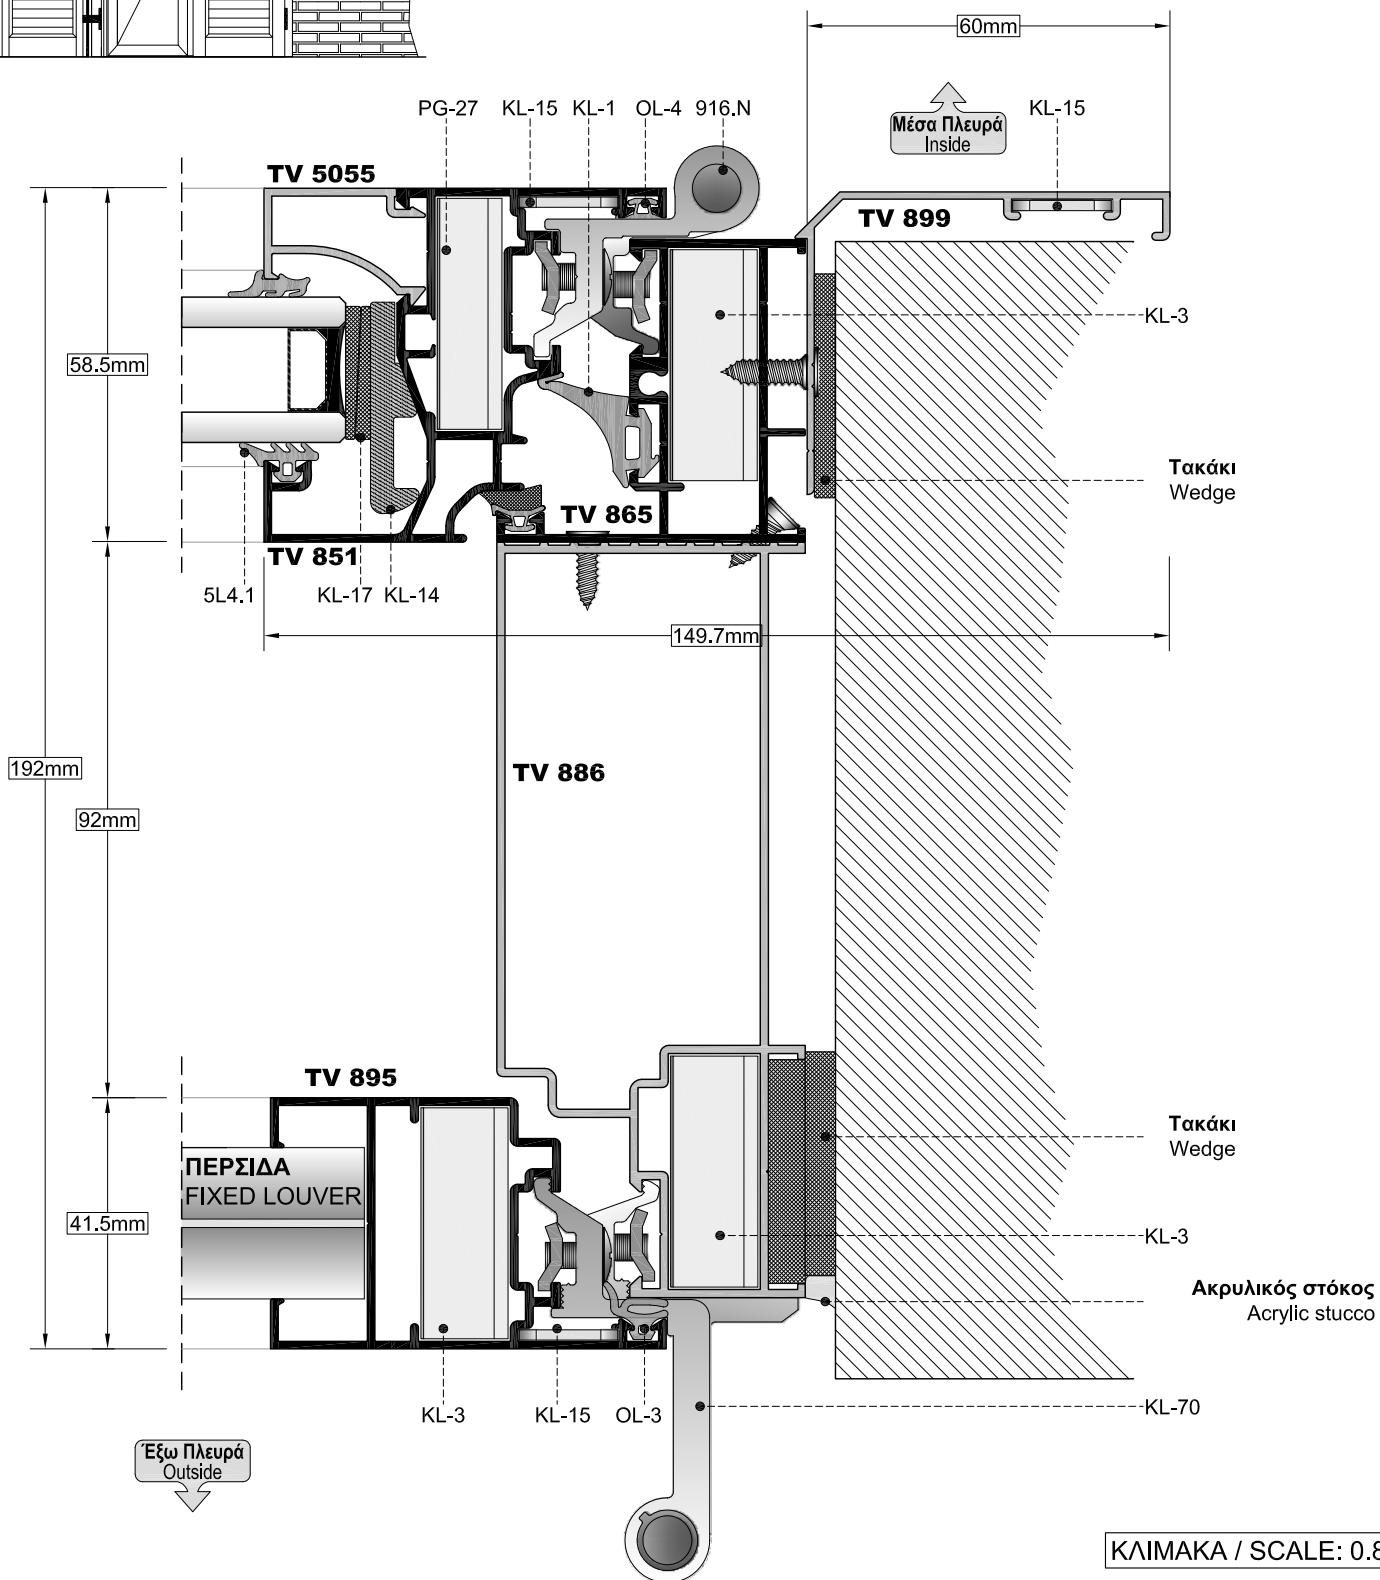 60mm
PG-27 KL-15 KL-1 OL-4 916.N
Μέσα Πλευρά
Inside
KL-15
TV 5055
TV 899
KL-3
58.5mm
Τακάκι
Wedge
TV 865
TV 851
5L4.1 KL-17 KL-14
149.7mm
192mm
TV 886
92mm
TV 895
Τακάκι
Wedge
ΠΕΡΣΙΔΑ
FIXED LOUVER
41.5mm
KL-3
Ακρυλικός στόκος
Acrylic stucco
KL-3 KL-15 OL-3
KL-70
Έξω Πλευρά
Outside
ΚΛΙΜΑΚΑ / SCALE: 0.8